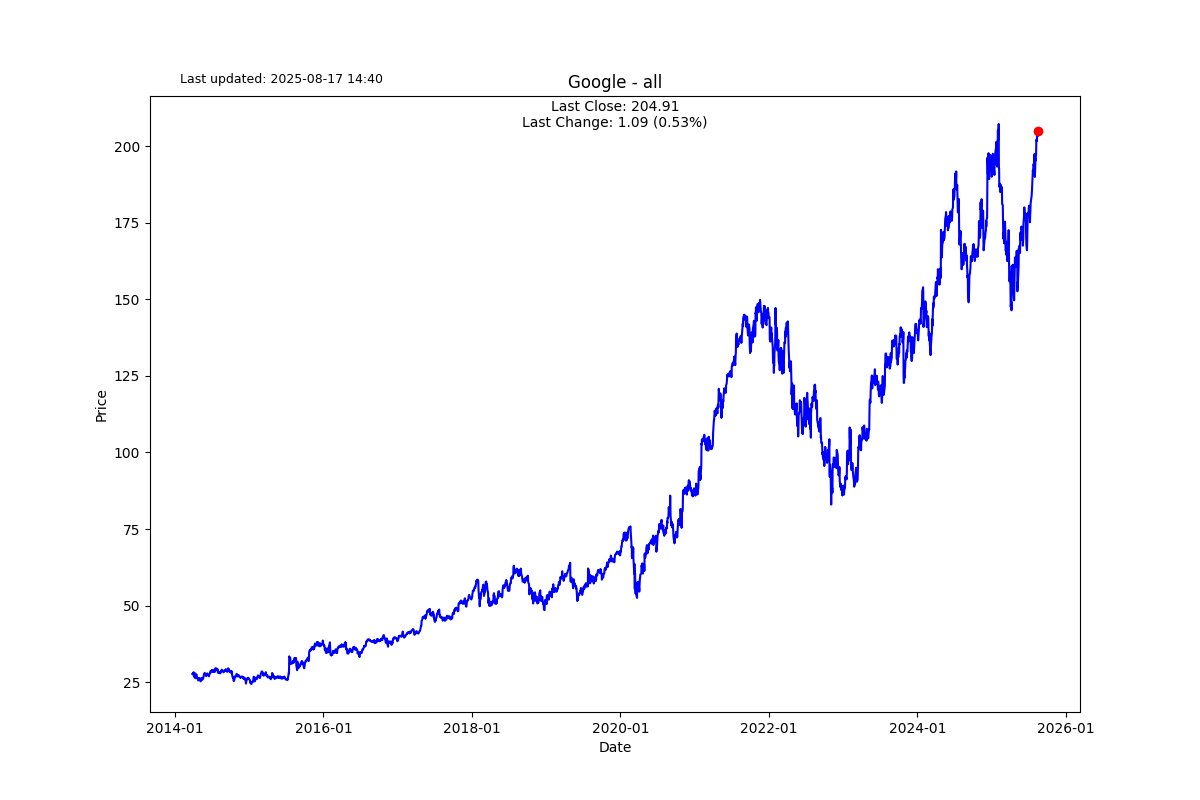 Last updated: 2025-08-17 14:40
Google - all
Last Close: 204.91
Last Change: 1.09 (0.53%)
Price
200
175
150
125
100
75
50
25
2014-01
2016-01
2018-01
2020-01
2022-01
2024-01
2026-01
Date